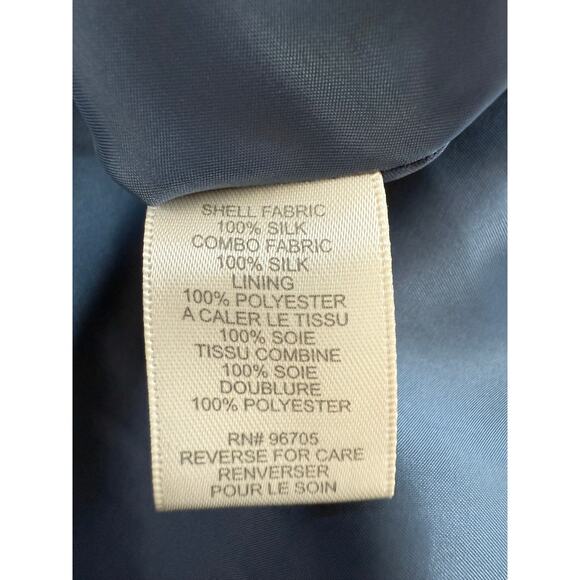 SHELL FABRIC
100% SILK
COMBO FABRIC
100% SILK
LINING
100% POLYESTER
A CALER LE TISSU
100% SOIE
TISSU COMBINE
100% SOIE
DOUBLURE
100% POLYESTER
RN# 96705
REVERSE FOR CARE
RENVERSER
POUR LE SOIN